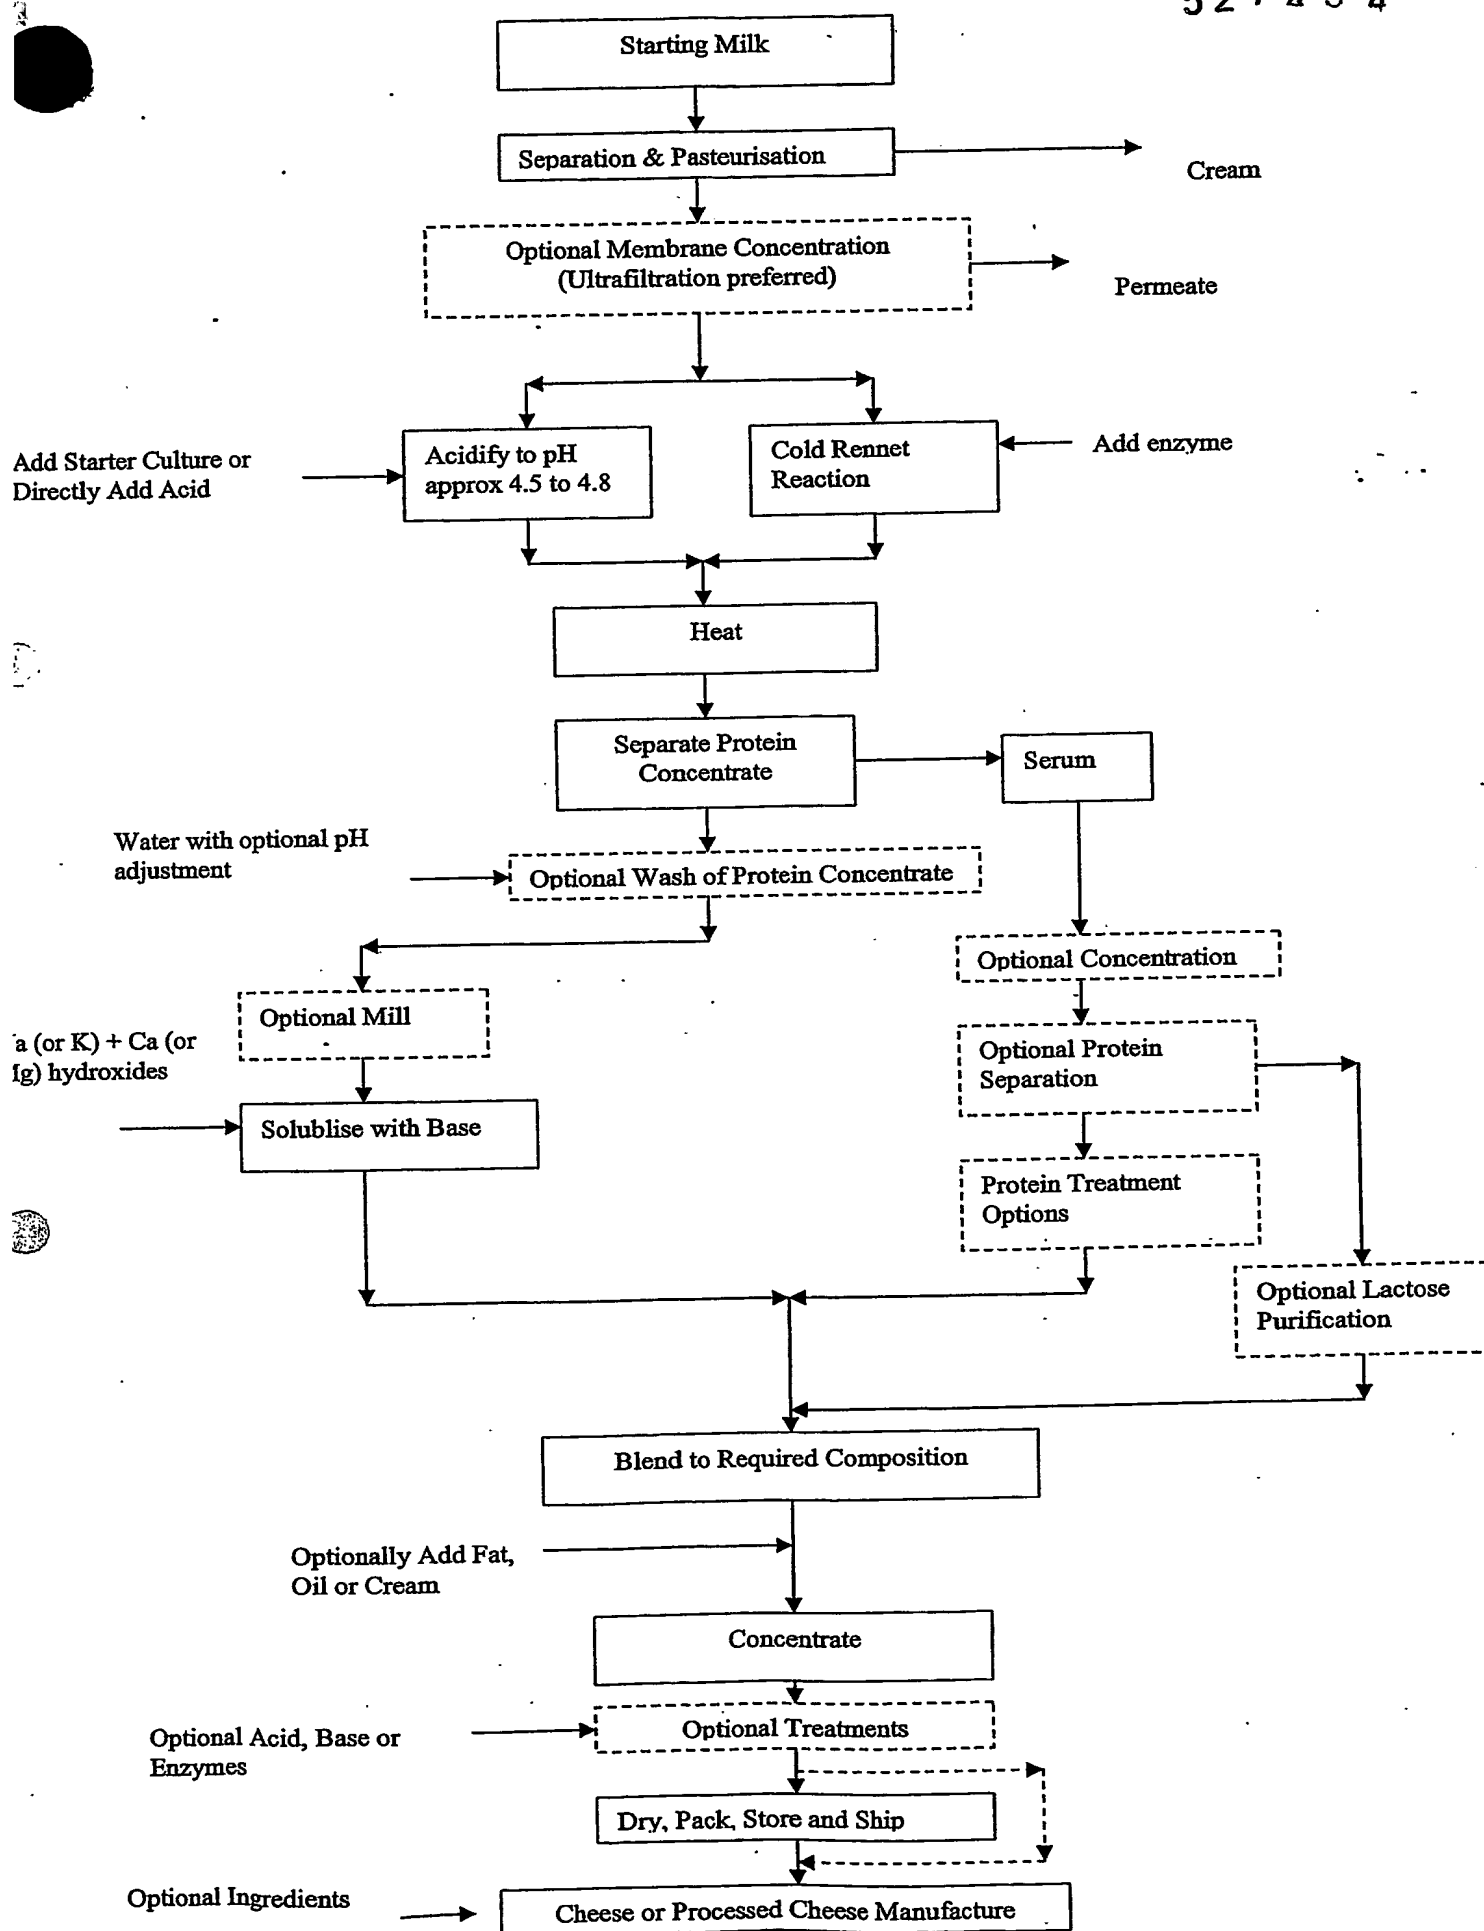 Starting Milk
Separation & Pasteurisation
Cream
Optional Membrane Concentration
(Ultrafiltration preferred)
Permeate
Add Starter Culture or
Directly Add Acid
Acidify to pH
approx 4.5 to 4.8
Cold Rennet
Reaction
Add enzyme
Heat
Separate Protein
Concentrate
Serum
Water with optional pH
adjustment
Optional Wash of Protein Concentrate
Optional Concentration
Optional Mill
a (or K) + Ca (or
g) hydroxides
Solublise with Base
Optional Protein
Separation
Protein Treatment
Options
Optional Lactose
Purification
Blend to Required Composition
Optionally Add Fat,
Oil or Cream
Concentrate
Optional Treatments
Optional Acid, Base or
Enzymes
Dry, Pack, Store and Ship
Optional Ingredients
Cheese or Processed Cheese Manufacture